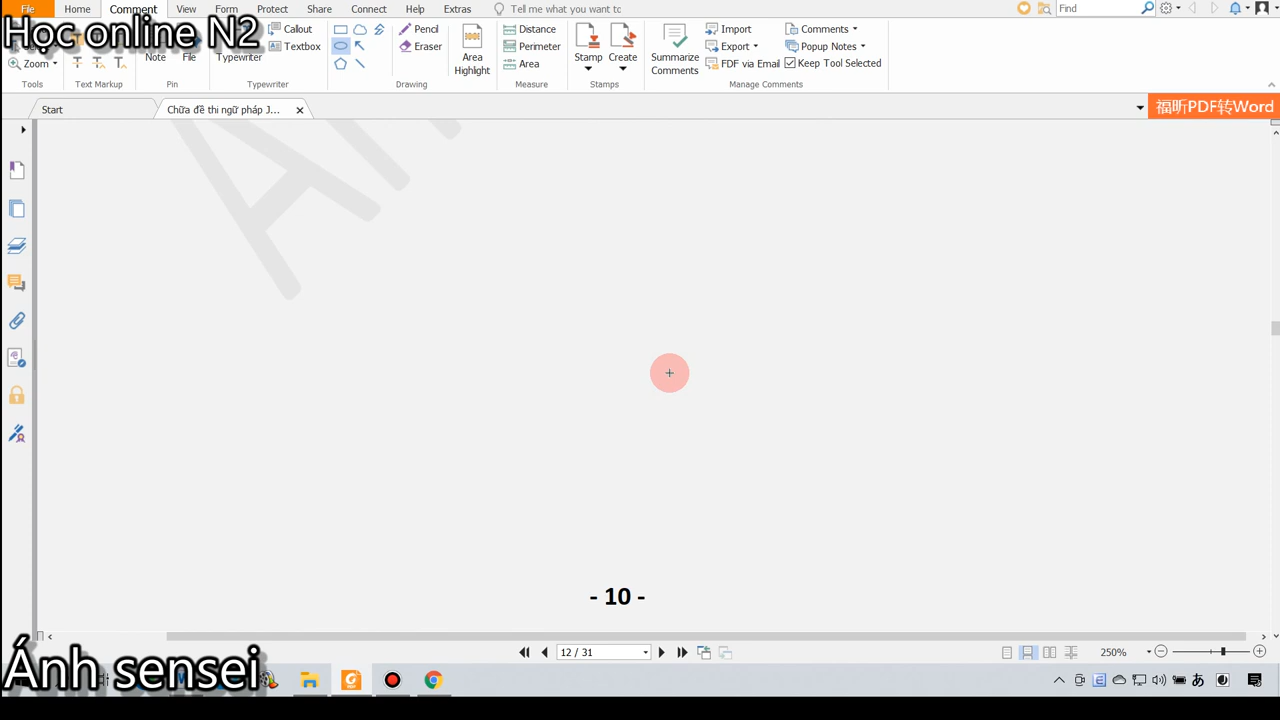 File Home Comment View Form Protect Share Connect Help Extras Tell me what you want tc Find
Học online N2
Zoom
Tools
Text Markup
Note
File
Pin
Typewriter
Callout
Textbox
Typewriter
Pencil
Eraser
Drawing
Area
Highlight
Distance
Perimeter
Area
Measure
Stamp
Create
Stamps
Summarize
Comments
Import
Export
FDF via Email
Comments
Popup Notes
Keep Tool Selected
Manage Comments
Start
Chữa đề thi ngữ pháp J...
福昕PDF转Word
- 10 -
12 / 31
250%
Ánh sensei
あ